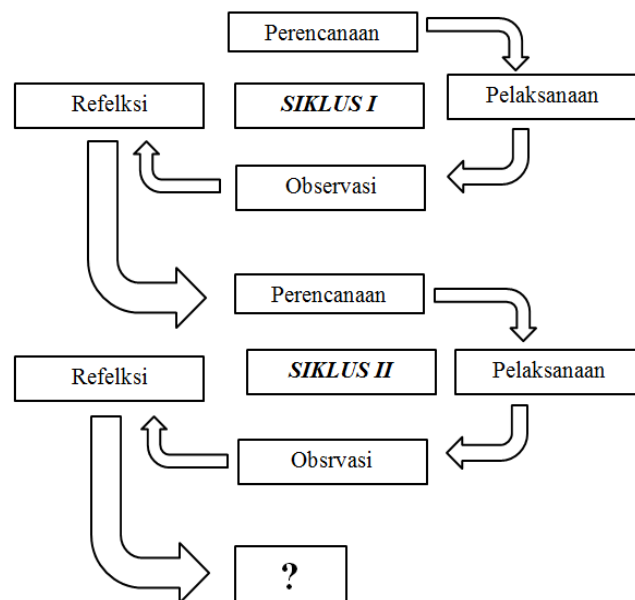 Perencanaan
Refelksi
SIKLUS I
Pelaksanaan
Observasi
Perencanaan
Refelksi
SIKLUS II
Pelaksanaan
Obsrvasi
?